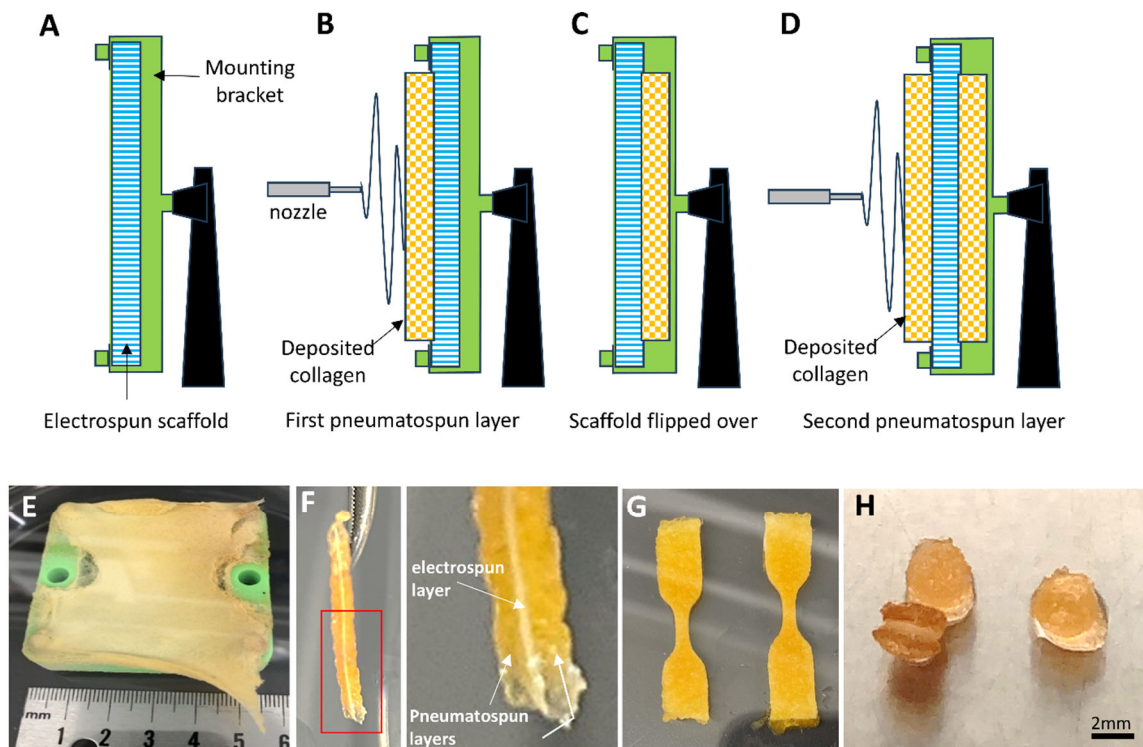 A
B
C
D
Mounting
bracket
nozzle
Deposited
collagen
Deposited
collagen
Electrospun scaffold
First pneumatospun layer
Scaffold flipped over
Second pneumatospun layer
E
F
G
H
electrospun
layer
Pneumatospun
layers
mm 1 2 3 4 5 6
2mm